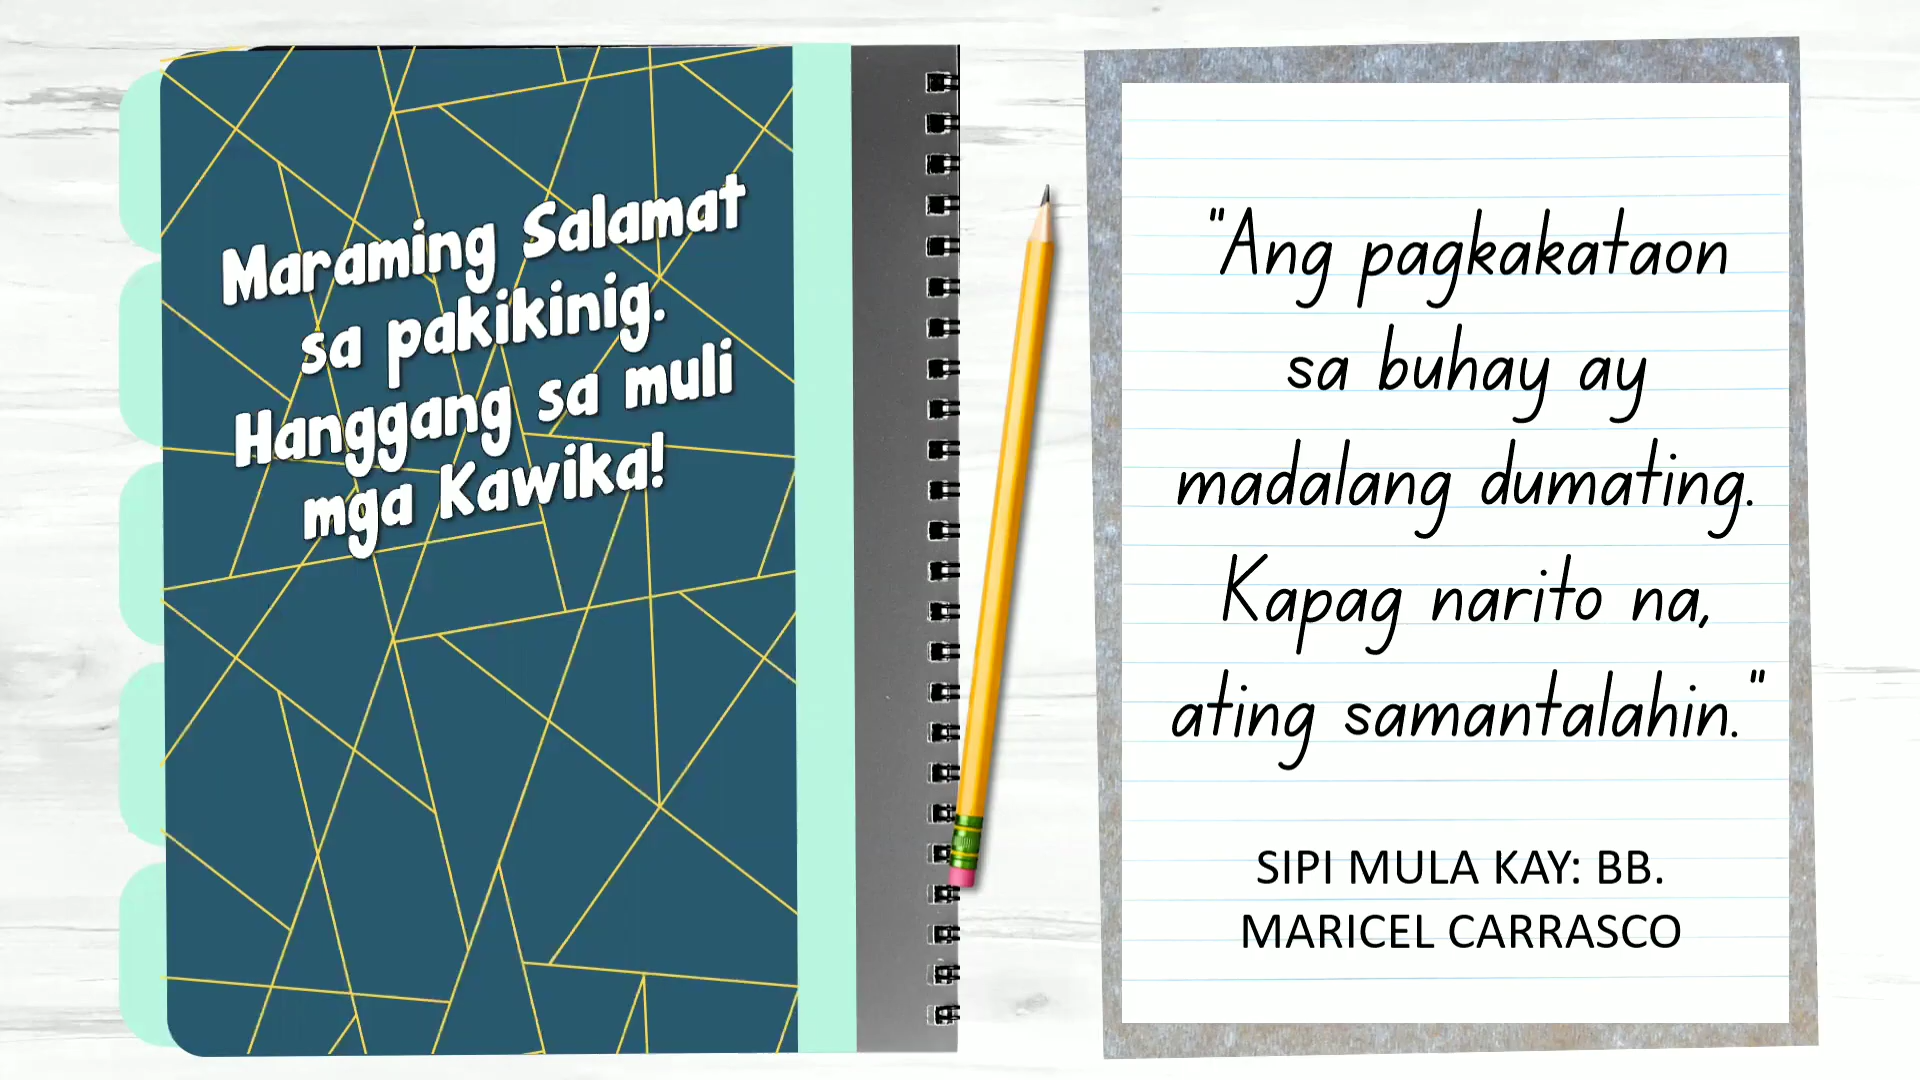 Maraming Salamat
sa pakikinig.
Hanggang sa muli
mga Kawika!
"Ang pagkakataon
sa buhay ay
madalang dumating.
Kapag narito na,
ating samantalahin."
SIPI MULA KAY: BB.
MARICEL CARRASCO